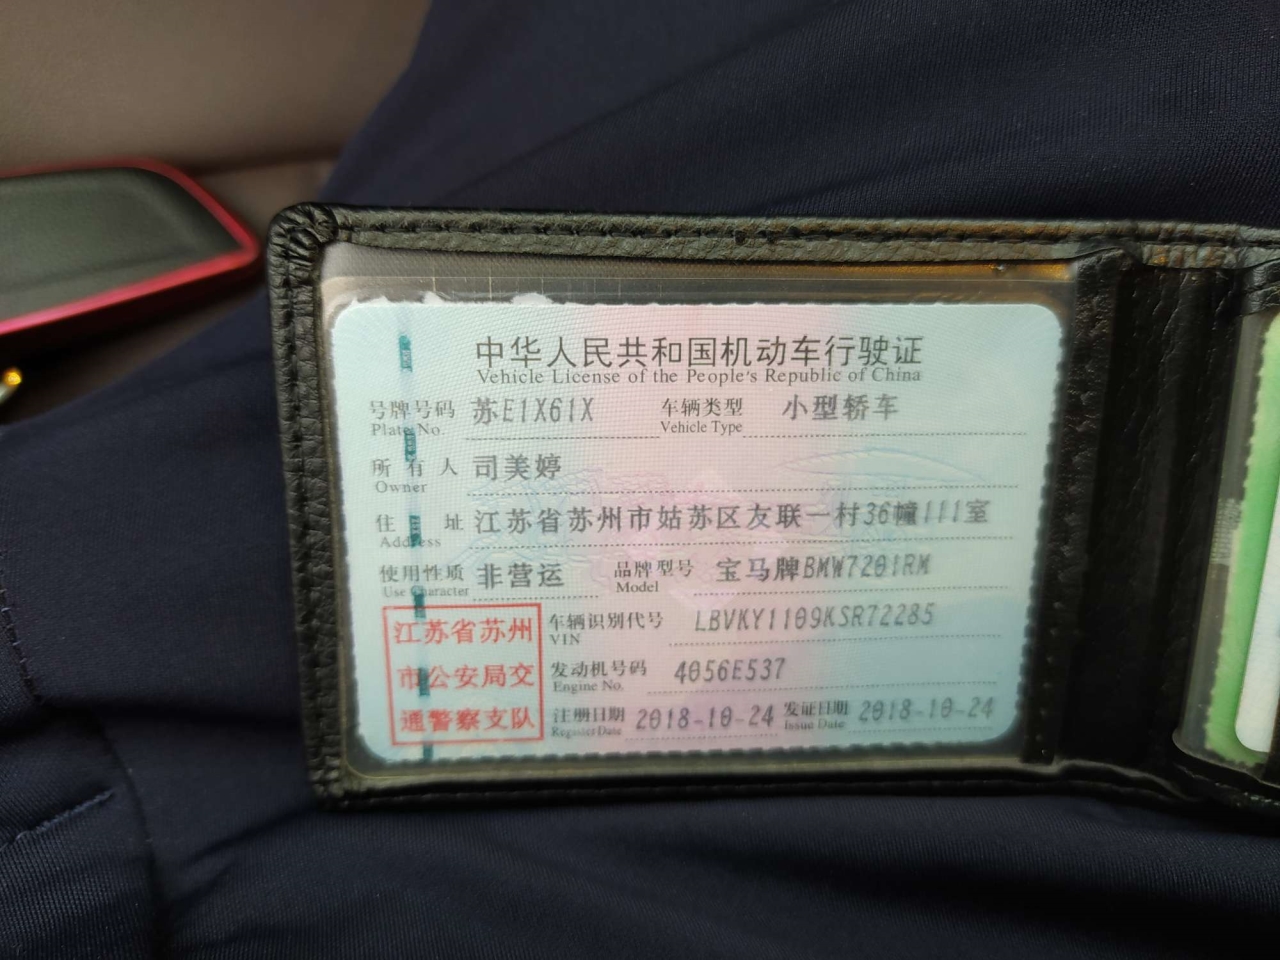 中华人民共和国机动车行驶证
Vehicle License of the People's Republic of China
号牌号码 苏E1X61X 车辆类型 小型轿车
Plate No. Vehicle Type
所有人 司美婷
Owner
住址 江苏省苏州市姑苏区友联一村36幢111室
Address
使用性质 非营运 品牌型号 宝马牌BMW7201RM
Use Character Model
江苏省苏州
市公安局交
通警察支队
车辆识别代号 LBVKY1109KSR72285
VIN
发动机号码 4056E537
Engine No.
注册日期 2018-10-24 发证日期 2018-10-24
Register Date Issue Date